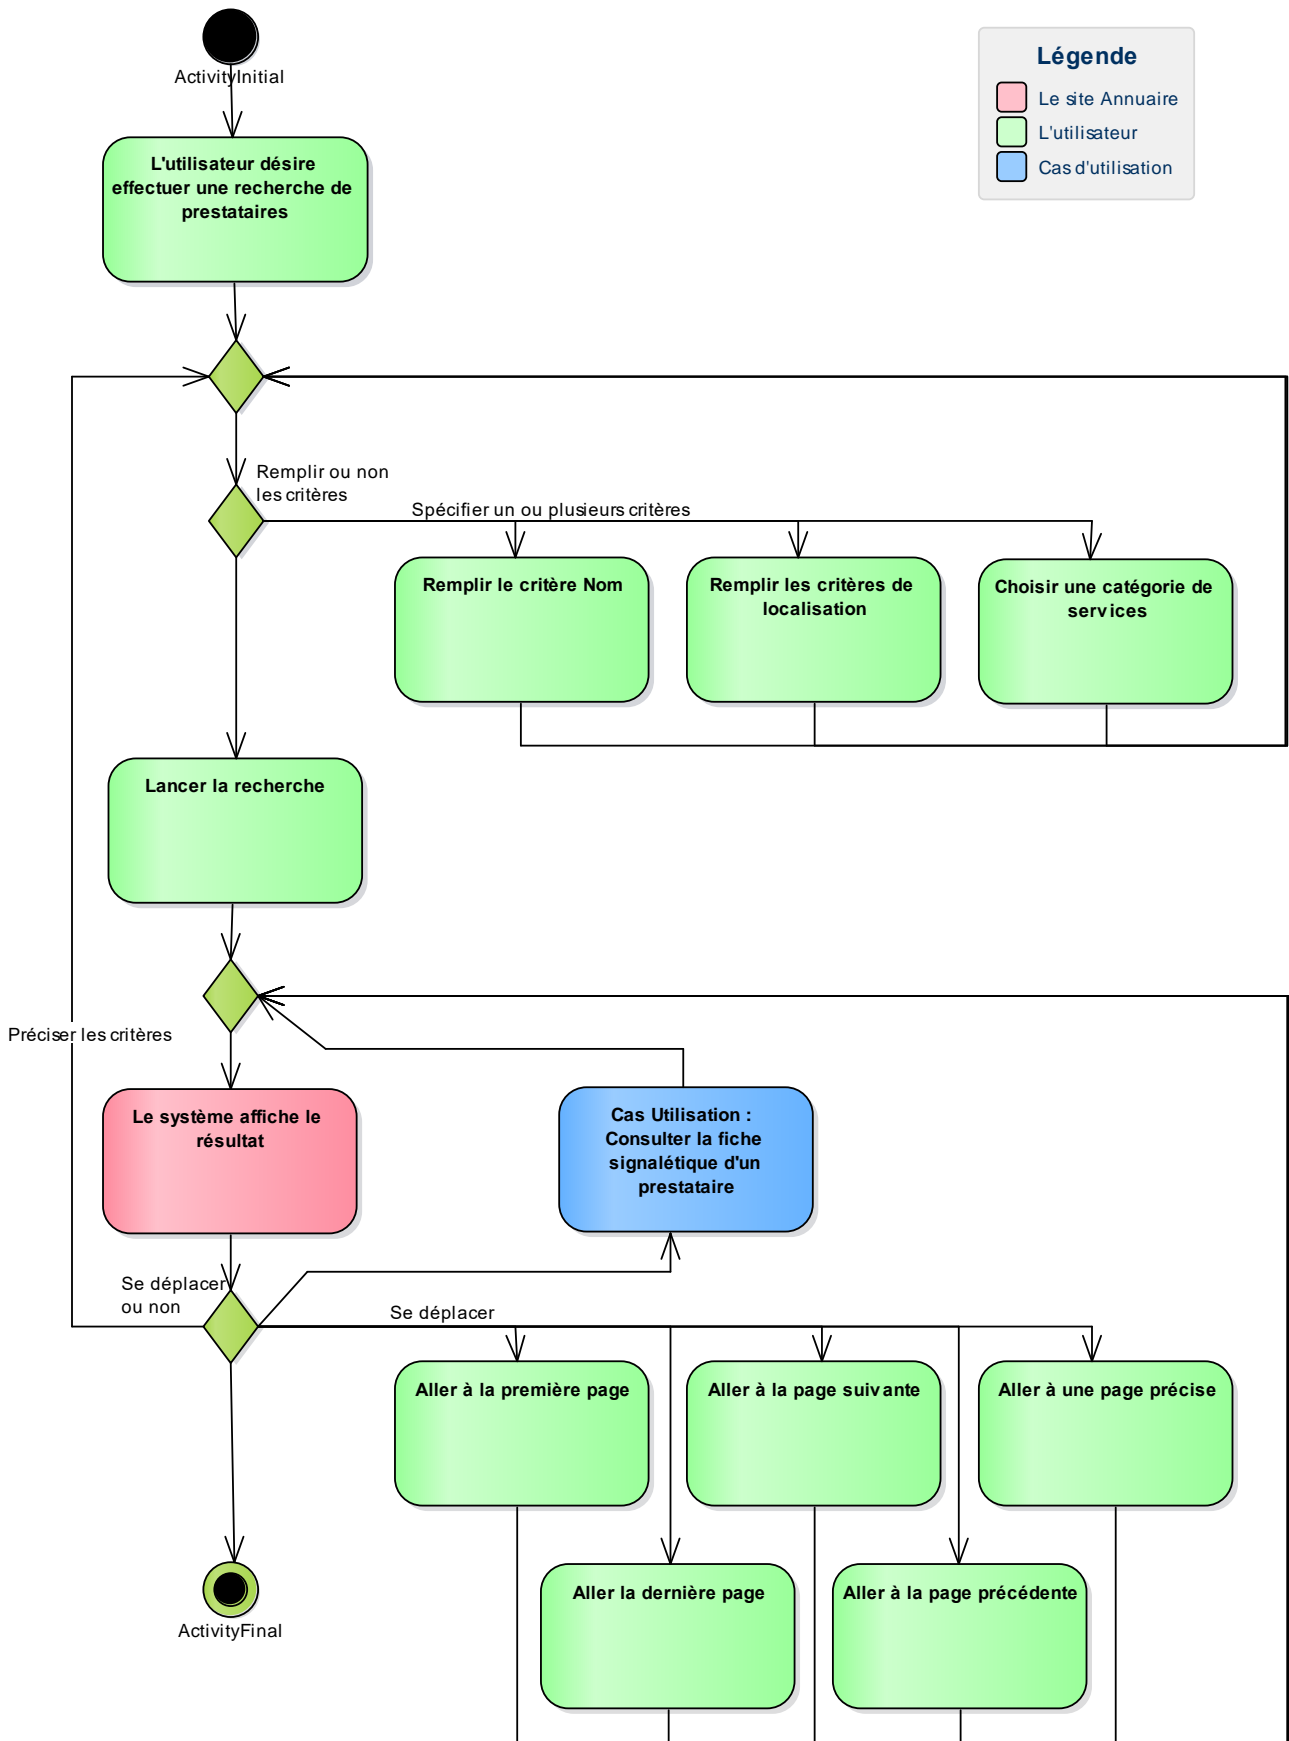 ActivityInitial
Légende
Le site Annuaire
L'utilisateur
Cas d'utilisation
L'utilisateur désire
effectuer une recherche de
prestataires
Remplir ou non
les critères
Spécifier un ou plusieurs critères
Remplir le critère Nom
Remplir les critères de
localisation
Choisir une catégorie de
services
Lancer la recherche
Préciser les critères
Le système affiche le
résultat
Cas Utilisation :
Consulter la fiche
signalétique d'un
prestataire
Se déplacer
ou non
Se déplacer
Aller à la première page
Aller à la page suivante
Aller à une page précise
Aller la dernière page
Aller à la page précédente
ActivityFinal